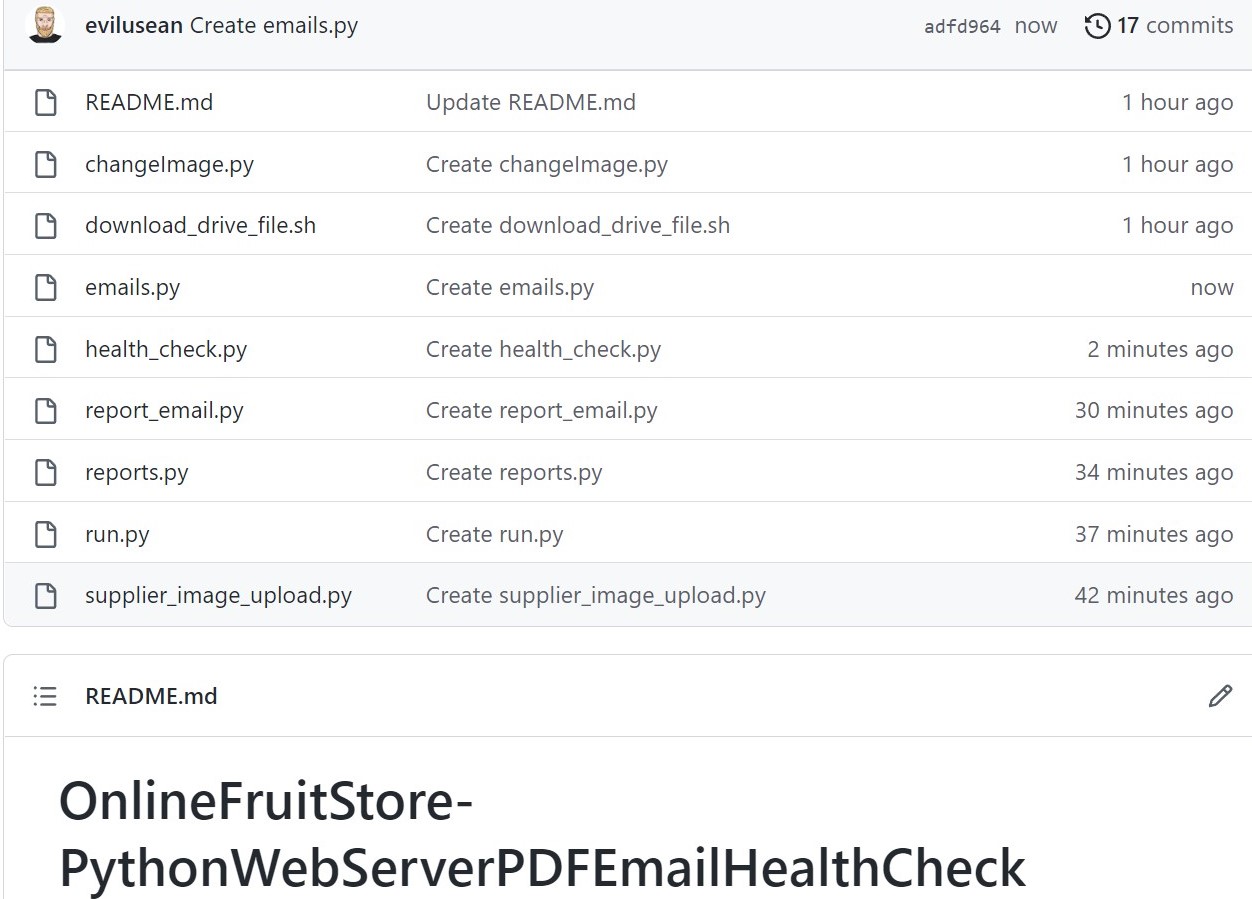 evilusean Create emails.py adfd964 now 17 commits
README.md Update README.md 1 hour ago
changeImage.py Create changeImage.py 1 hour ago
download_drive_file.sh Create download_drive_file.sh 1 hour ago
emails.py Create emails.py now
health_check.py Create health_check.py 2 minutes ago
report_email.py Create report_email.py 30 minutes ago
reports.py Create reports.py 34 minutes ago
run.py Create run.py 37 minutes ago
supplier_image_upload.py Create supplier_image_upload.py 42 minutes ago
README.md
OnlineFruitStore-
PythonWebServerPDFEmailHealthCheck